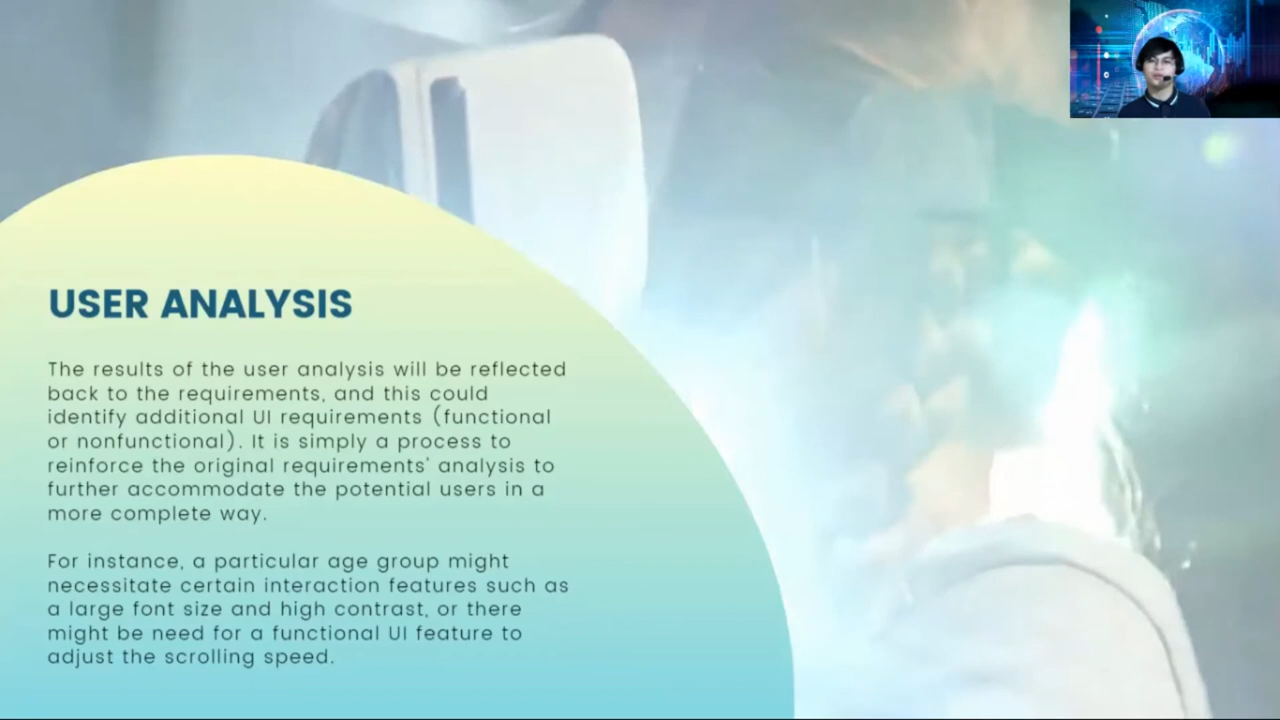 USER ANALYSIS
The results of the user analysis will be reflected
back to the requirements, and this could
identify additional UI requirements (functional
or nonfunctional). It is simply a process to
reinforce the original requirements' analysis to
further accommodate the potential users in a
more complete way.
For instance, a particular age group might
necessitate certain interaction features such as
a large font size and high contrast, or there
might be need for a functional UI feature to
adjust the scrolling speed.